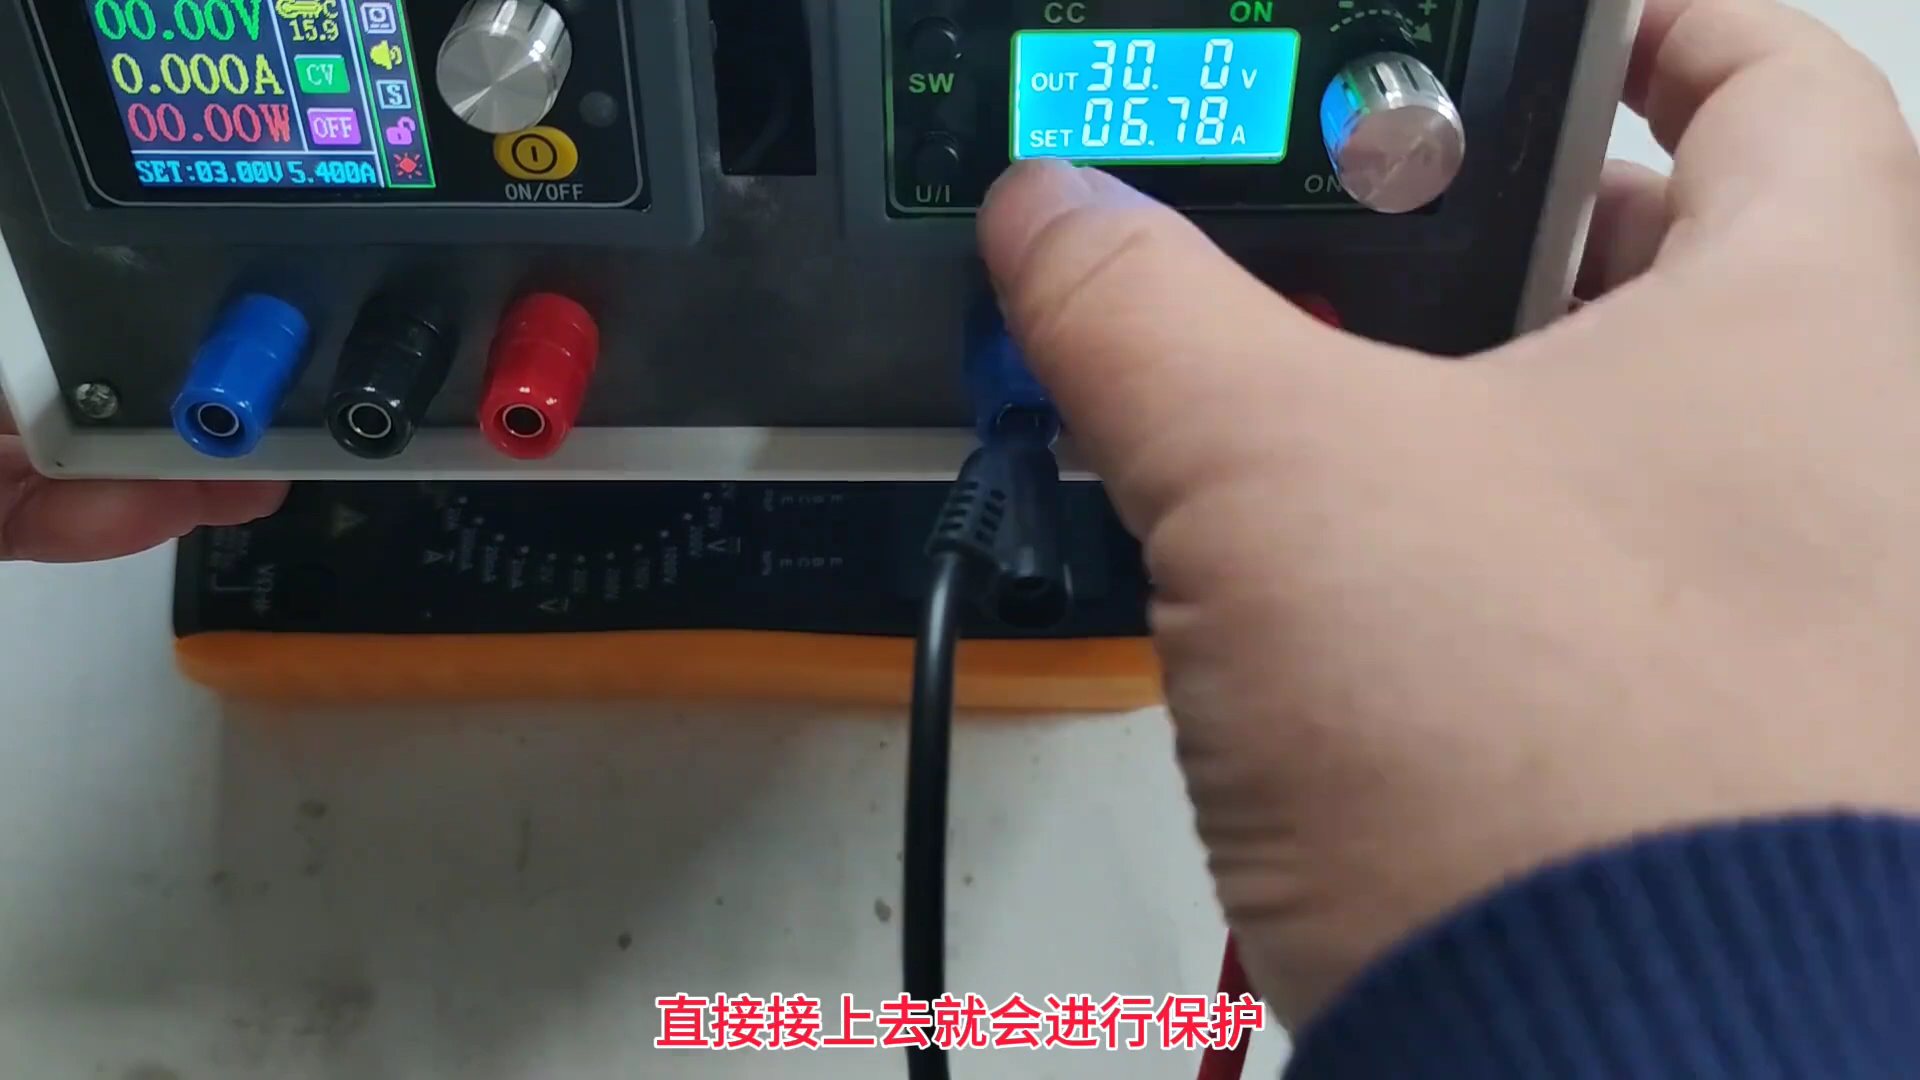 00.00V
15.9
0.000A
CV
S
00.00W
OFF
SET:03.00V 5.400A
ON/OFF
CC
ON
SW
OUT 30. 0 V
SET 06.78 A
U/I
ON
- +
直接接上去就会进行保护